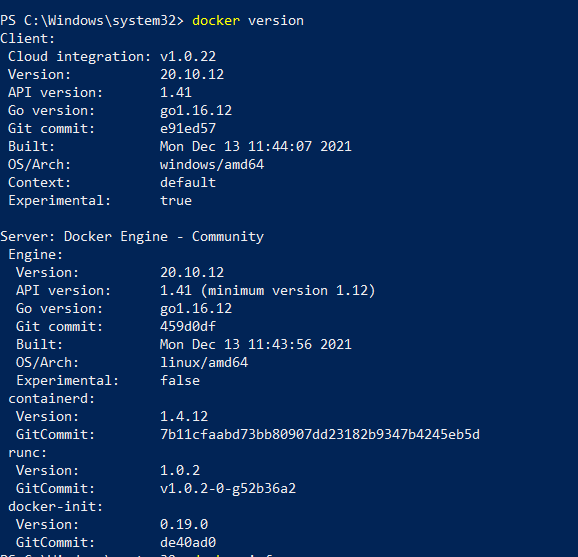 PS C:\Windows\system32> docker version
Client:
Cloud integration: v1.0.22
Version: 20.10.12
API version: 1.41
Go version: go1.16.12
Git commit: e91ed57
Built: Mon Dec 13 11:44:07 2021
OS/Arch: windows/amd64
Context: default
Experimental: true
Server: Docker Engine - Community
Engine:
Version: 20.10.12
API version: 1.41 (minimum version 1.12)
Go version: go1.16.12
Git commit: 459d0df
Built: Mon Dec 13 11:43:56 2021
OS/Arch: linux/amd64
Experimental: false
containerd:
Version: 1.4.12
GitCommit: 7b11cfaabd73bb80907dd23182b9347b4245eb5d
runc:
Version: 1.0.2
GitCommit: v1.0.2-0-g52b36a2
docker-init:
Version: 0.19.0
GitCommit: de40ad0